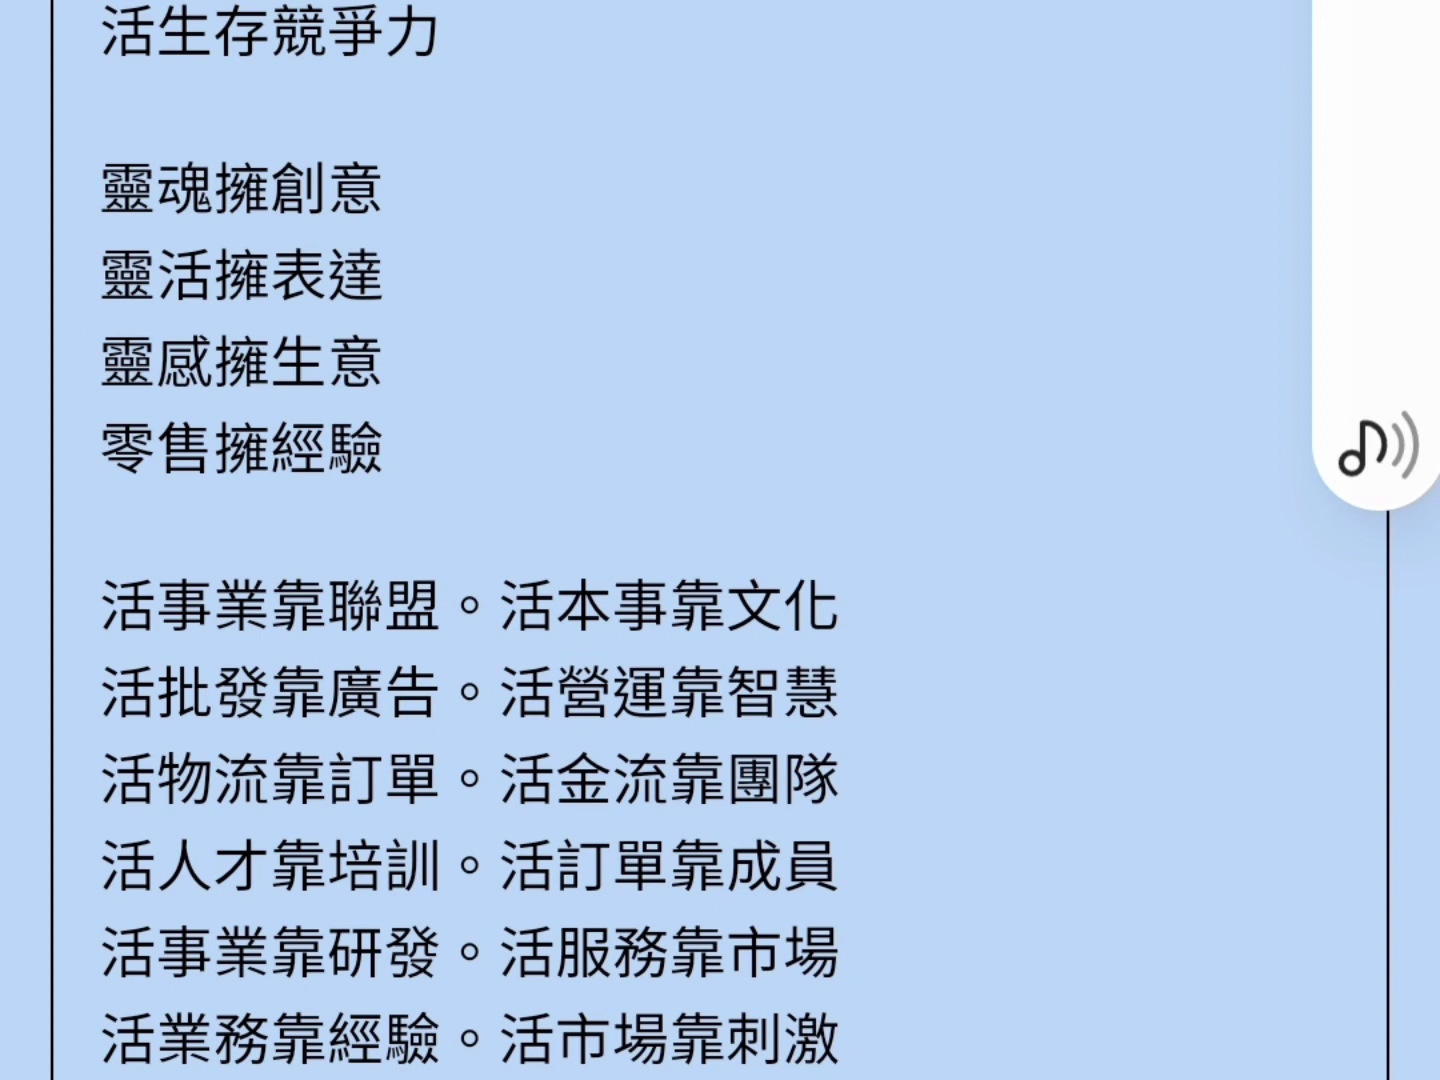 活生存競爭力
靈魂擁創意
靈活擁表達
靈感擁生意
零售擁經驗
活事業靠聯盟。活本事靠文化
活批發靠廣告。活營運靠智慧
活物流靠訂單。活金流靠團隊
活人才靠培訓。活訂單靠成員
活事業靠研發。活服務靠市場
活業務靠經驗。活市場靠刺激